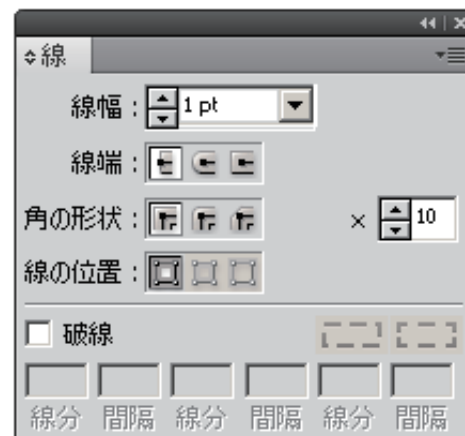 線
線幅 : 1 pt
線端 :
角の形状 : × 10
線の位置 :
破線
線分 間隔 線分 間隔 線分 間隔